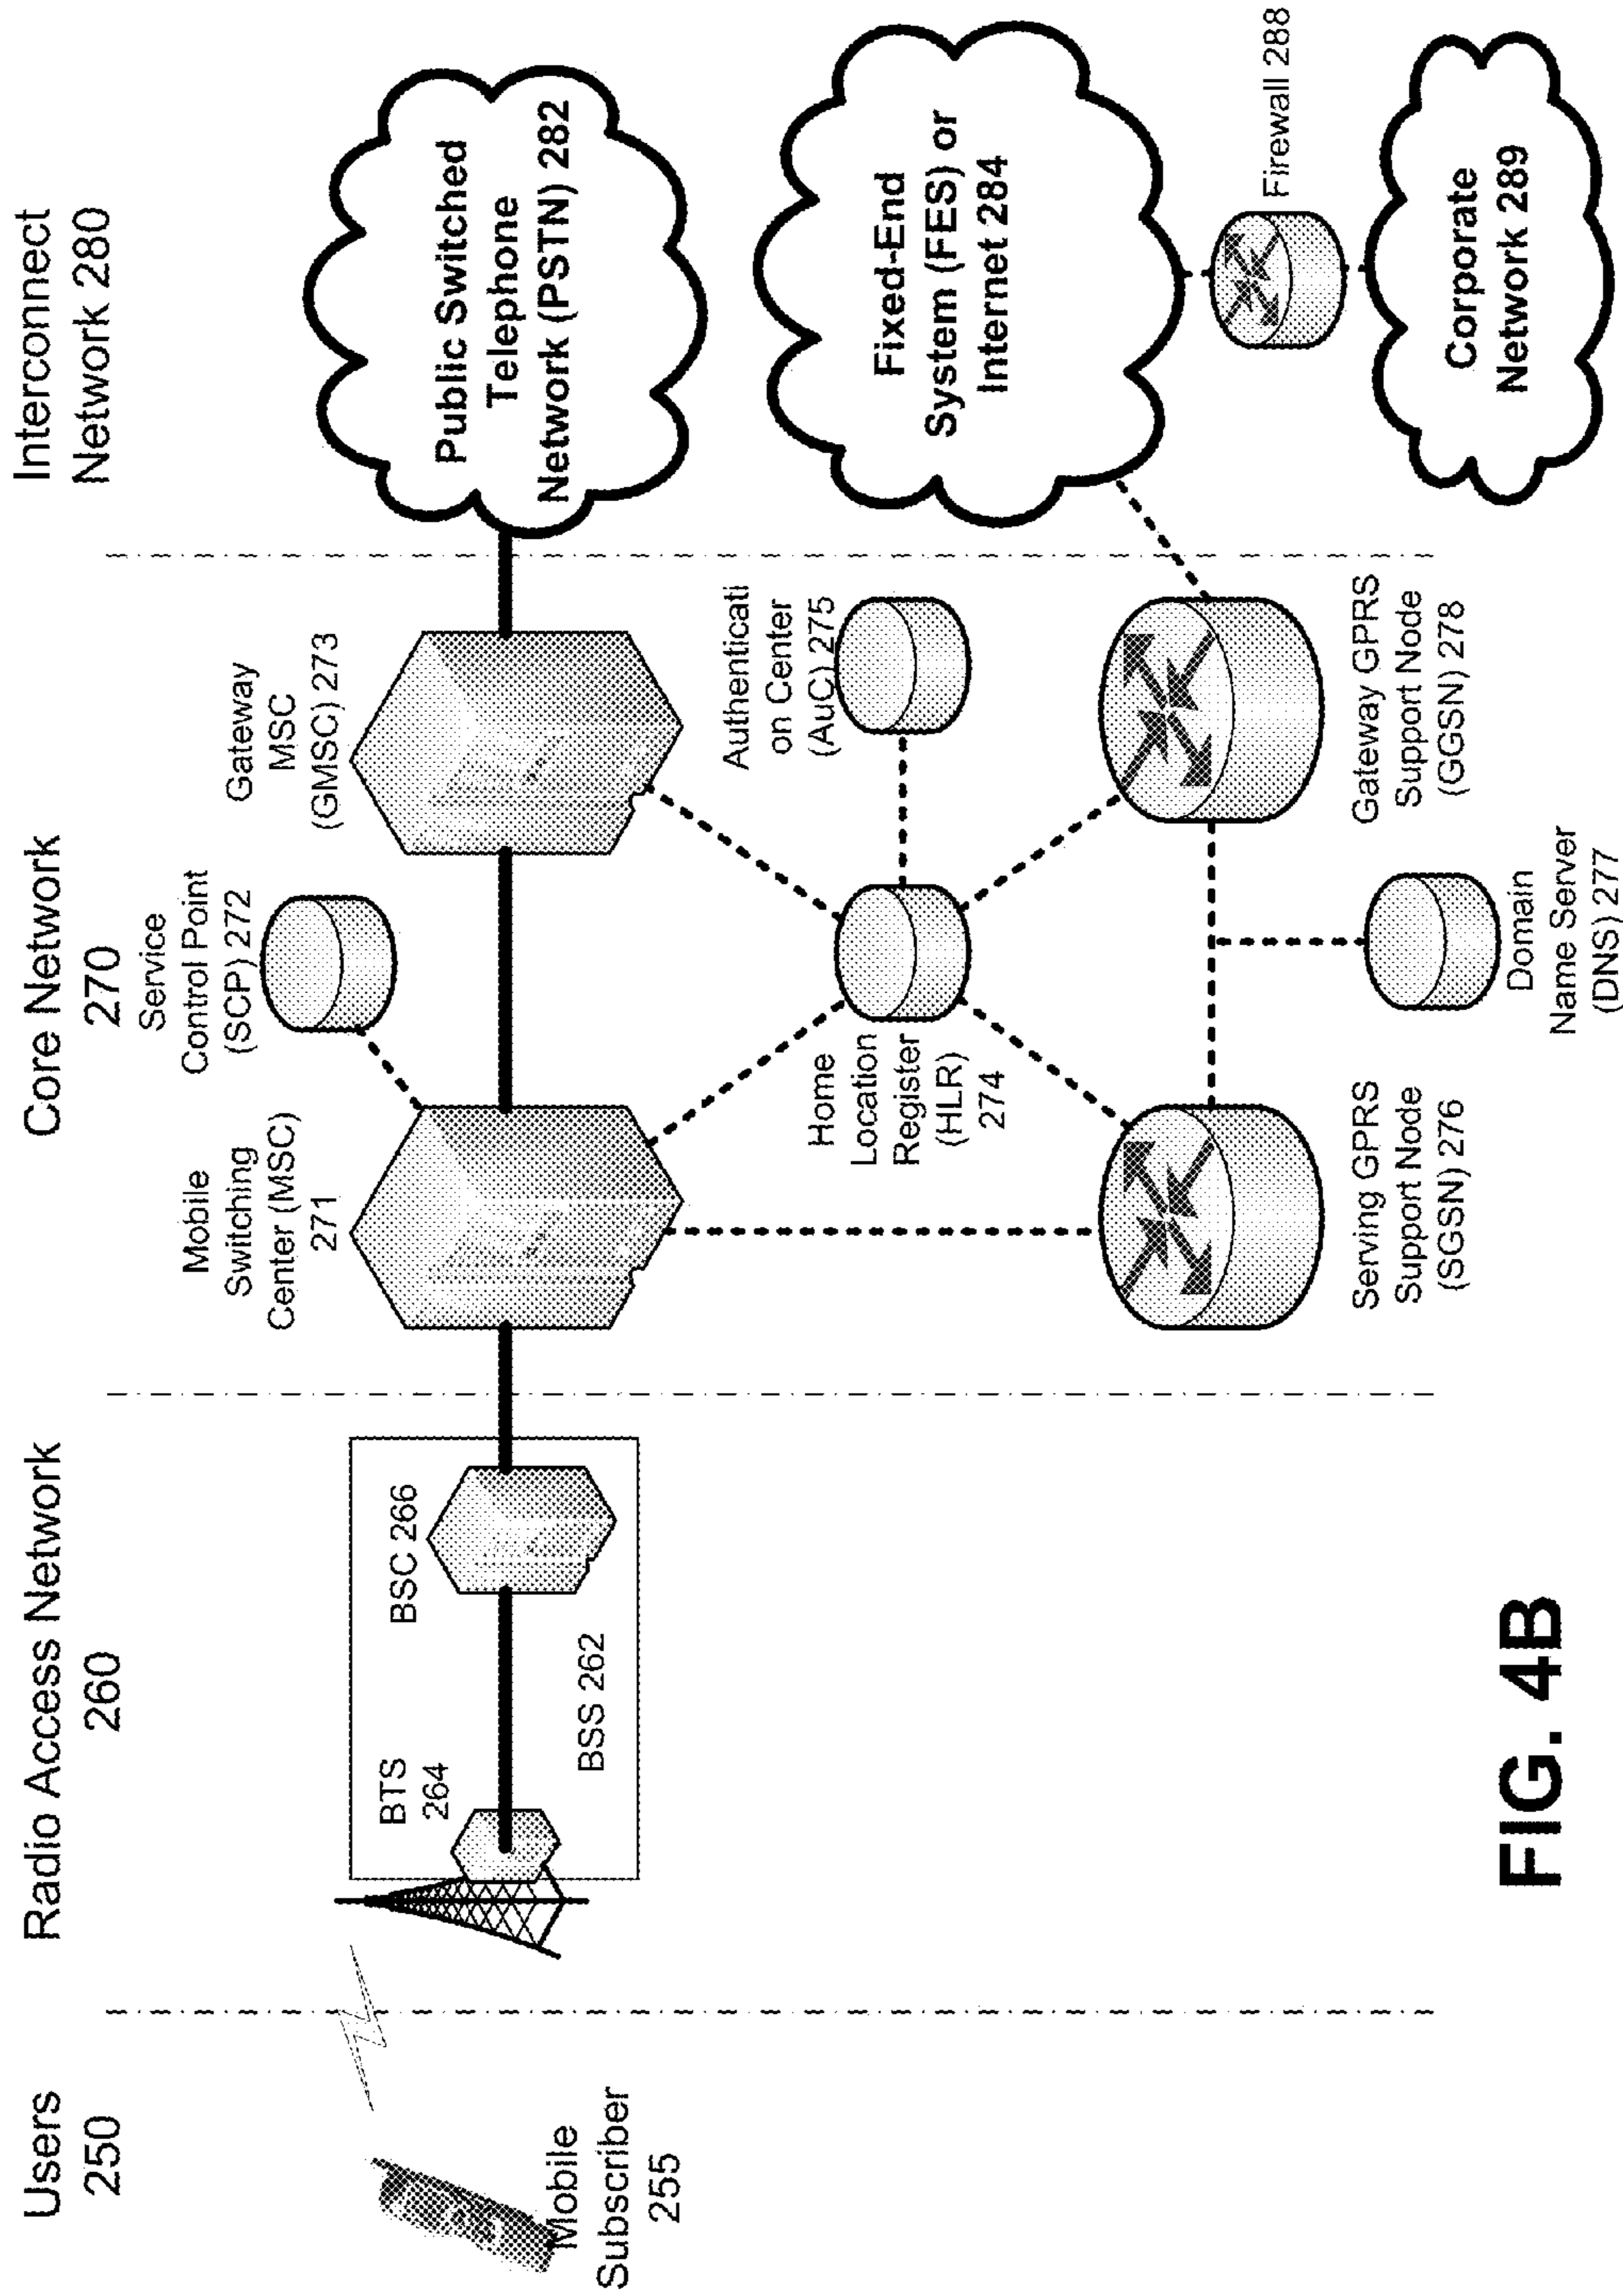 Users
250
Radio Access Network
260
Core Network
270
Interconnect
Network 280
Mobile
Subscriber
255
BTS
264
BSC 266
BSS 262
Mobile
Switching
Center (MSC)
271
Service
Control Point
(SCP) 272
Gateway
MSC
(GMSC) 273
Public Switched
Telephone
Network (PSTN) 282
Home
Location
Register
(HLR)
274
Authenticati
on Center
(AuC) 275
Fixed-End
System (FES) or
Internet 284
Serving GPRS
Support Node
(SGSN) 276
Domain
Name Server
(DNS) 277
Gateway GPRS
Support Node
(GGSN) 278
Firewall 288
Corporate
Network 289
FIG. 4B